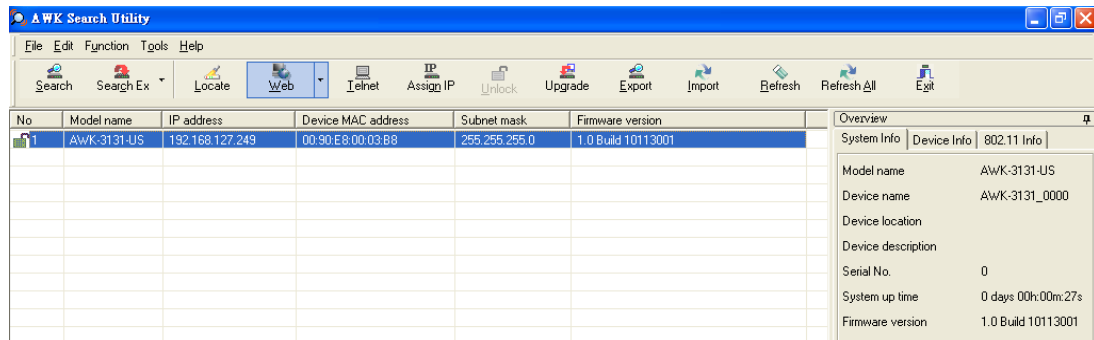 AWK Search Utility
File Edit Function Tools Help
Search Search Ex Locate Web Telnet Assign IP Unlock Upgrade Export Import Refresh Refresh All Exit
No Model name IP address Device MAC address Subnet mask Firmware version
1 AWK-3131-US 192.168.127.249 00:90:E8:00:03:B8 255.255.255.0 1.0 Build 10113001
Overview
System Info Device Info 802.11 Info
Model name AWK-3131-US
Device name AWK-3131_0000
Device location
Device description
Serial No. 0
System up time 0 days 00h:00m:27s
Firmware version 1.0 Build 10113001